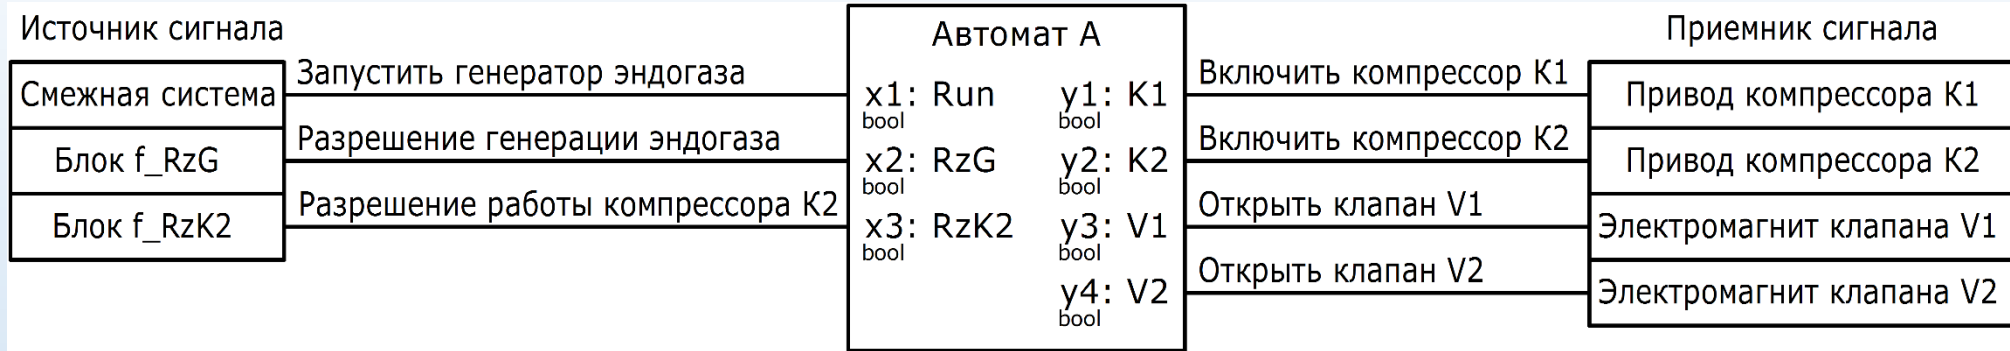 Источник сигнала
Смежная система
Блок f_RzG
Блок f_RzK2
Запустить генератор эндогаза
Разрешение генерации эндогаза
Разрешение работы компрессора К2
Автомат А
x1: Run
bool
x2: RzG
bool
x3: RzK2
bool
y1: K1
bool
y2: K2
bool
y3: V1
bool
y4: V2
bool
Включить компрессор К1
Включить компрессор К2
Открыть клапан V1
Открыть клапан V2
Приемник сигнала
Привод компрессора К1
Привод компрессора К2
Электромагнит клапана V1
Электромагнит клапана V2